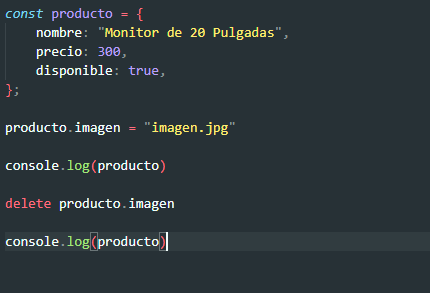 const producto = {
    nombre: "Monitor de 20 Pulgadas",
    precio: 300,
    disponible: true,
};
producto.imagen = "imagen.jpg"
console.log(producto)
delete producto.imagen
console.log(producto)